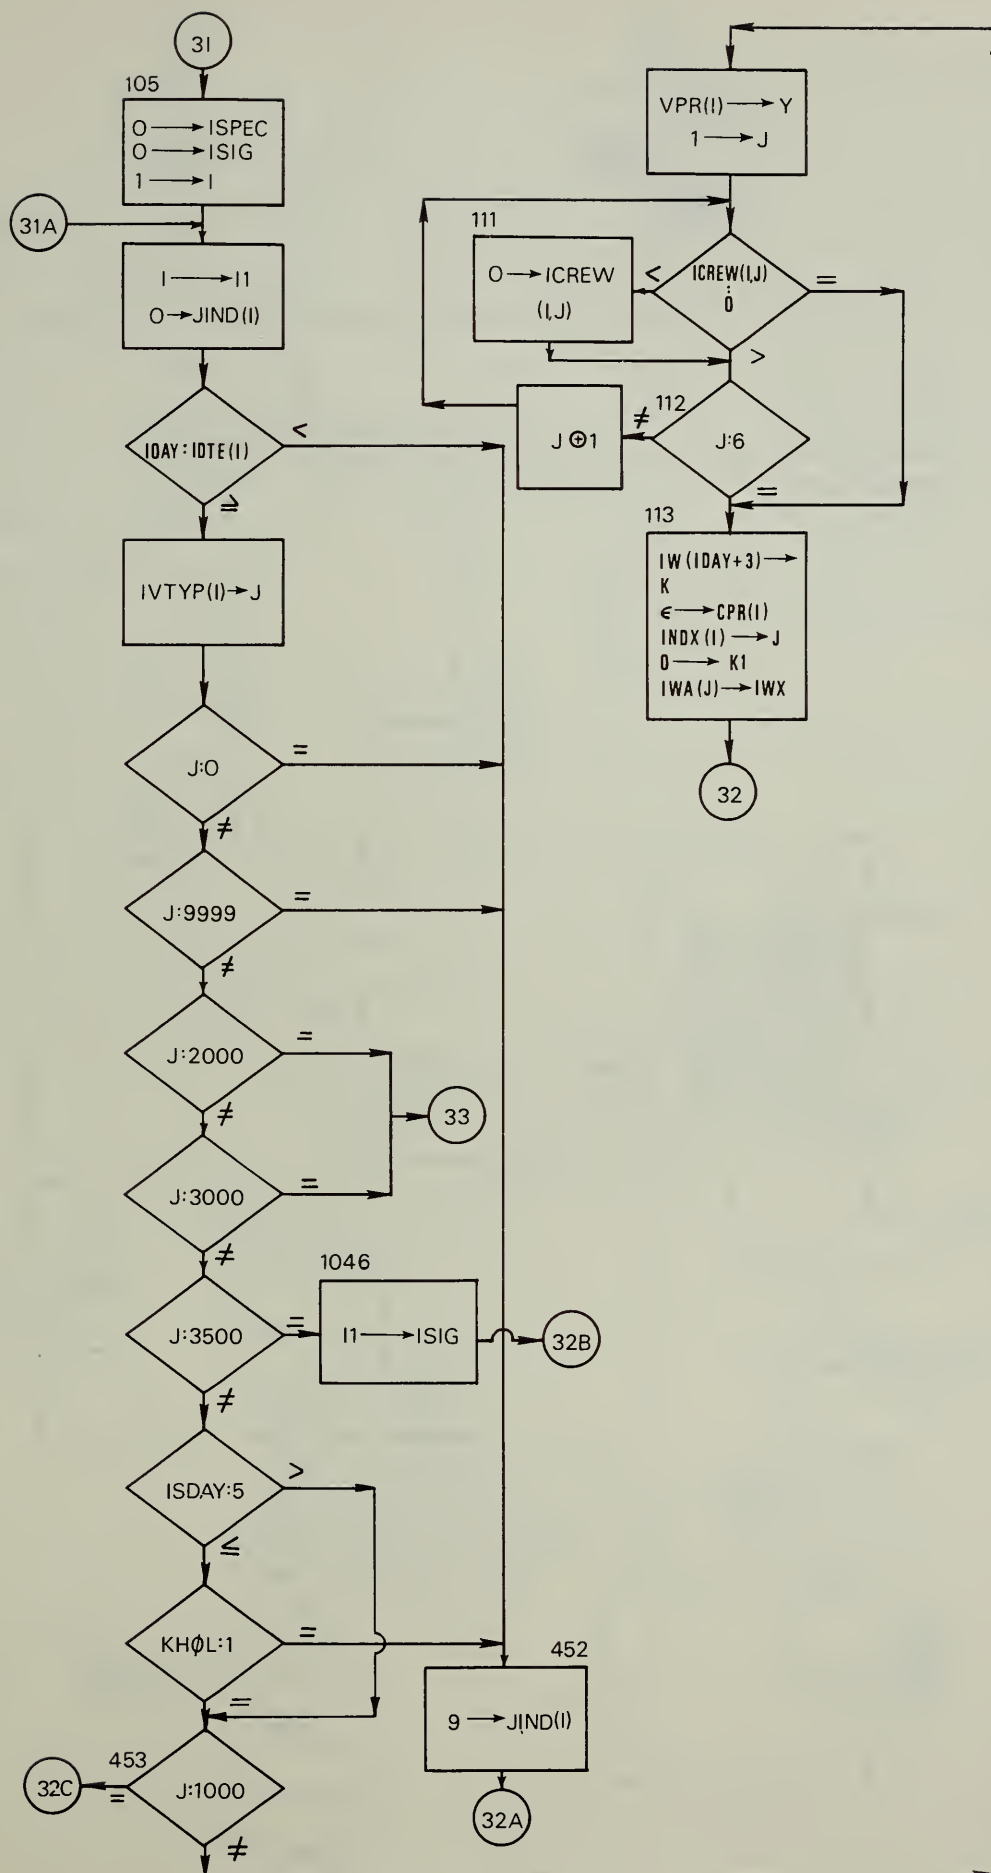 31
105
0 → ISPEC
0 → ISIG
1 → I
31A
I → I1
0 → JIND(I)
IDAY : IDTE(I)
<
≧
IVTYP(I) → J
J:0
=
≠
J:9999
=
≠
J:2000
=
≠
33
J:3000
=
≠
1046
J:3500
=
I1 → ISIG
32B
≠
ISDAY:5
>
≦
KHØL:1
=
=
452
9 → JIND(I)
32A
453
32C
=
J:1000
≠
VPR(I) → Y
1 → J
111
0 → ICREW
(I,J)
<
ICREW(I,J)
:
0
=
>
J ⊕ 1
≠
112
J:6
=
113
IW(IDAY+3) →
K
ϵ → CPR(I)
INDX(I) → J
0 → K1
IWA(J) → IWX
32